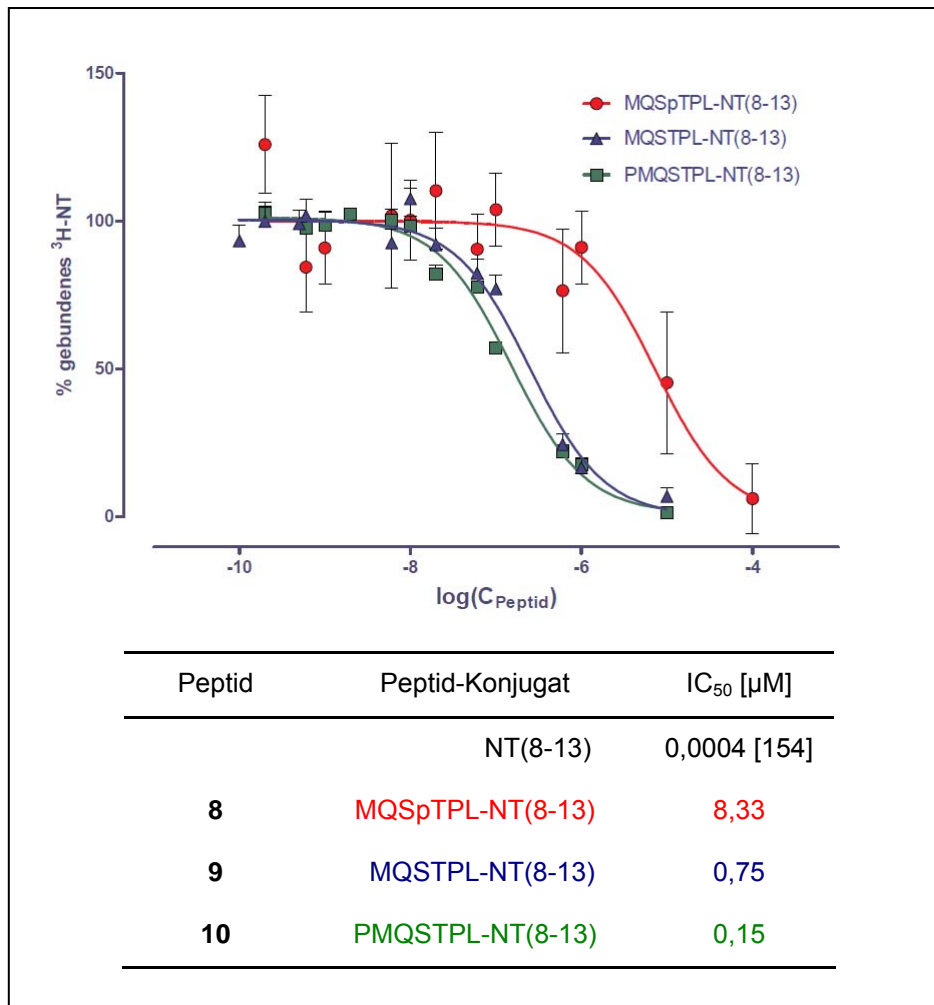 150
100
50
0
% gebundenes ³H-NT
MQSpTPL-NT(8-13)
MQSTPL-NT(8-13)
PMQSTPL-NT(8-13)
-10 -8 -6 -4
log(C_Peptid)
Peptid Peptid-Konjugat IC₅₀ [µM]
NT(8-13) 0,0004 [154]
8 MQSpTPL-NT(8-13) 8,33
9 MQSTPL-NT(8-13) 0,75
10 PMQSTPL-NT(8-13) 0,15